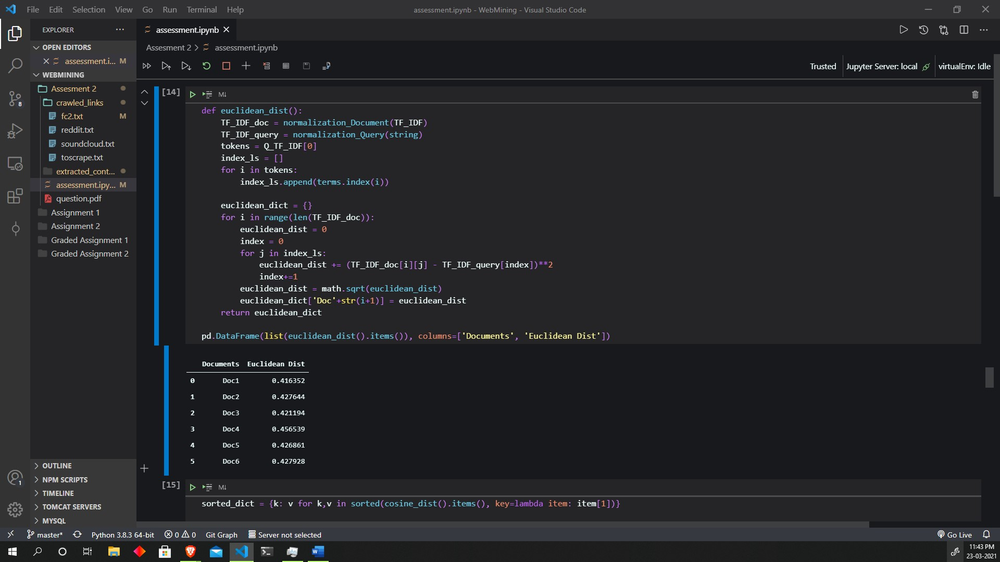 File Edit Selection View Go Run Terminal Help
assessment.ipynb - WebMining - Visual Studio Code
EXPLORER
OPEN EDITORS
assessment.i... M
WEBMINING
Assesment 2
crawled_links
fc2.txt M
reddit.txt
soundcloud.txt
toscrape.txt
extracted_cont...
assessment.ipy... M
question.pdf
Assignment 1
Assignment 2
Graded Assignment 1
Graded Assignment 2
OUTLINE
NPM SCRIPTS
TIMELINE
TOMCAT SERVERS
MYSQL
8
1
assessment.ipynb
Assesment 2 > assessment.ipynb
Trusted Jupyter Server: local virtualEnv: Idle
[14] M↓
def euclidean_dist():
    TF_IDF_doc = normalization_Document(TF_IDF)
    TF_IDF_query = normalization_Query(string)
    tokens = Q_TF_IDF[0]
    index_ls = []
    for i in tokens:
        index_ls.append(terms.index(i))
    euclidean_dict = {}
    for i in range(len(TF_IDF_doc)):
        euclidean_dist = 0
        index = 0
        for j in index_ls:
            euclidean_dist += (TF_IDF_doc[i][j] - TF_IDF_query[index])**2
            index+=1
        euclidean_dist = math.sqrt(euclidean_dist)
        euclidean_dict['Doc'+str(i+1)] = euclidean_dist
    return euclidean_dict
pd.DataFrame(list(euclidean_dist().items()), columns=['Documents', 'Euclidean Dist'])
Documents Euclidean Dist
0 Doc1 0.416352
1 Doc2 0.427644
2 Doc3 0.421194
3 Doc4 0.456539
4 Doc5 0.426861
5 Doc6 0.427928
[15] M↓
sorted_dict = {k: v for k,v in sorted(cosine_dist().items(), key=lambda item: item[1])}
master* Python 3.8.3 64-bit 0 0 Git Graph Server not selected
Go Live
11:43 PM
23-03-2021